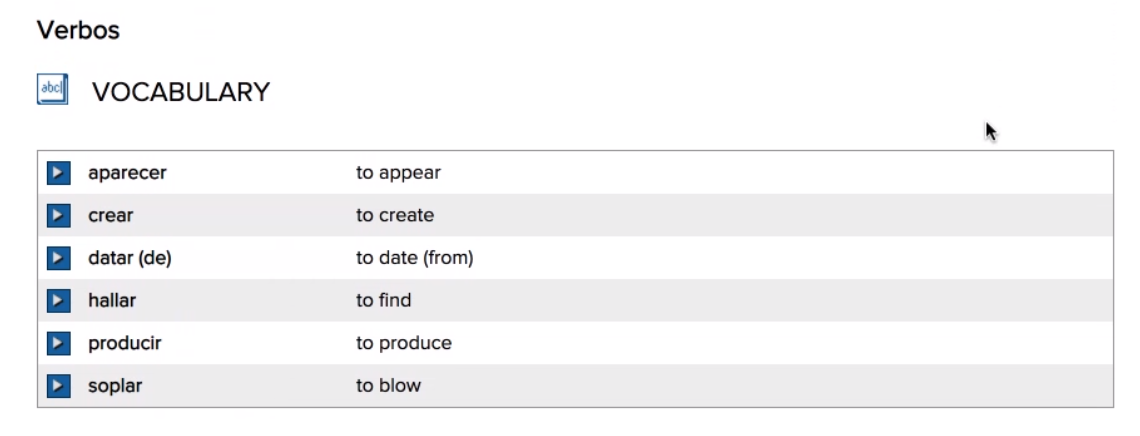 Verbos
abc
VOCABULARY
aparecer to appear
crear to create
datar (de) to date (from)
hallar to find
producir to produce
soplar to blow